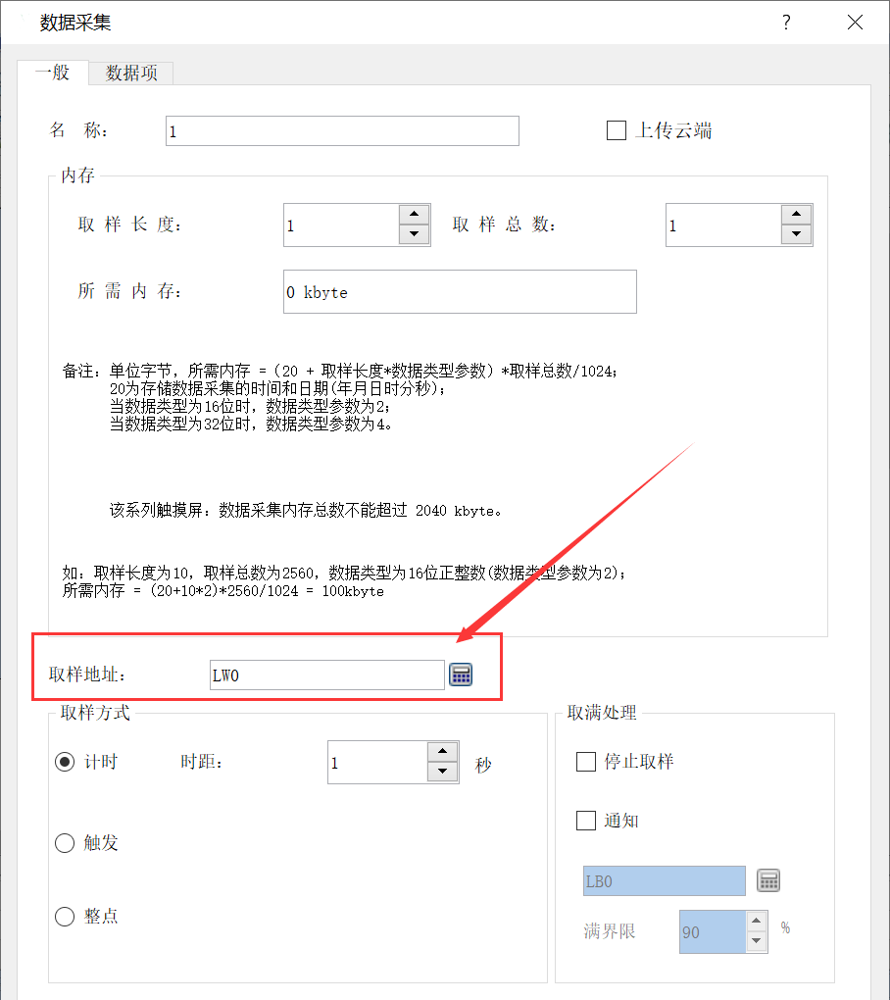 数据采集 ?
一般 数据项
名 称: 1 上传云端
内存
取 样 长 度: 1 取 样 总 数: 1
所 需 内 存: 0 kbyte
备注: 单位字节, 所需内存 = (20 + 取样长度*数据类型参数) *取样总数/1024;
20为存储数据采集的时间和日期(年月日时分秒);
当数据类型为16位时, 数据类型参数为2;
当数据类型为32位时, 数据类型参数为4。
该系列触摸屏: 数据采集内存总数不能超过 2040 kbyte。
如: 取样长度为10, 取样总数为2560, 数据类型为16位正整数(数据类型参数为2);
所需内存 = (20+10*2)*2560/1024 = 100kbyte
取样地址: LW0
取样方式 取满处理
计时 时距: 1 秒 停止取样
通知
触发
LB0
整点
满界限 90 %